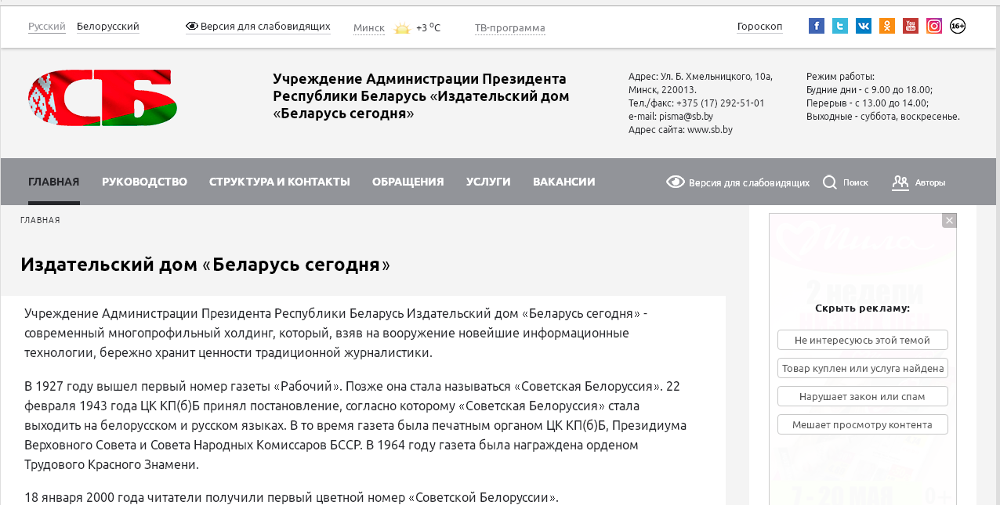 Русский Белорусский Версия для слабовидящих Минск +3 °C ТВ-программа Гороскоп 16+
СБ
Учреждение Администрации Президента
Республики Беларусь «Издательский дом
«Беларусь сегодня»
Адрес: Ул. Б. Хмельницкого, 10а,
Минск, 220013.
Тел./факс: +375 (17) 292-51-01
e-mail: pisma@sb.by
Адрес сайта: www.sb.by
Режим работы:
Будние дни - с 9.00 до 18.00;
Перерыв - с 13.00 до 14.00;
Выходные - суббота, воскресенье.
ГЛАВНАЯ РУКОВОДСТВО СТРУКТУРА И КОНТАКТЫ ОБРАЩЕНИЯ УСЛУГИ ВАКАНСИИ Версия для слабовидящих Поиск Авторы
ГЛАВНАЯ
Издательский дом «Беларусь сегодня»
Учреждение Администрации Президента Республики Беларусь Издательский дом «Беларусь сегодня» -
современный многопрофильный холдинг, который, взяв на вооружение новейшие информационные
технологии, бережно хранит ценности традиционной журналистики.
В 1927 году вышел первый номер газеты «Рабочий». Позже она стала называться «Советская Белоруссия». 22
февраля 1943 года ЦК КП(б)Б принял постановление, согласно которому «Советская Белоруссия» стала
выходить на белорусском и русском языках. В то время газета была печатным органом ЦК КП(б)Б, Президиума
Верховного Совета и Совета Народных Комиссаров БССР. В 1964 году газета была награждена орденом
Трудового Красного Знамени.
18 января 2000 года читатели получили первый цветной номер «Советской Белоруссии».
2 недели
Скрыть рекламу:
Не интересуюсь этой темой
Товар куплен или услуга найдена
Нарушает закон или спам
Мешает просмотру контента
7 - 20 МАЯ 0+